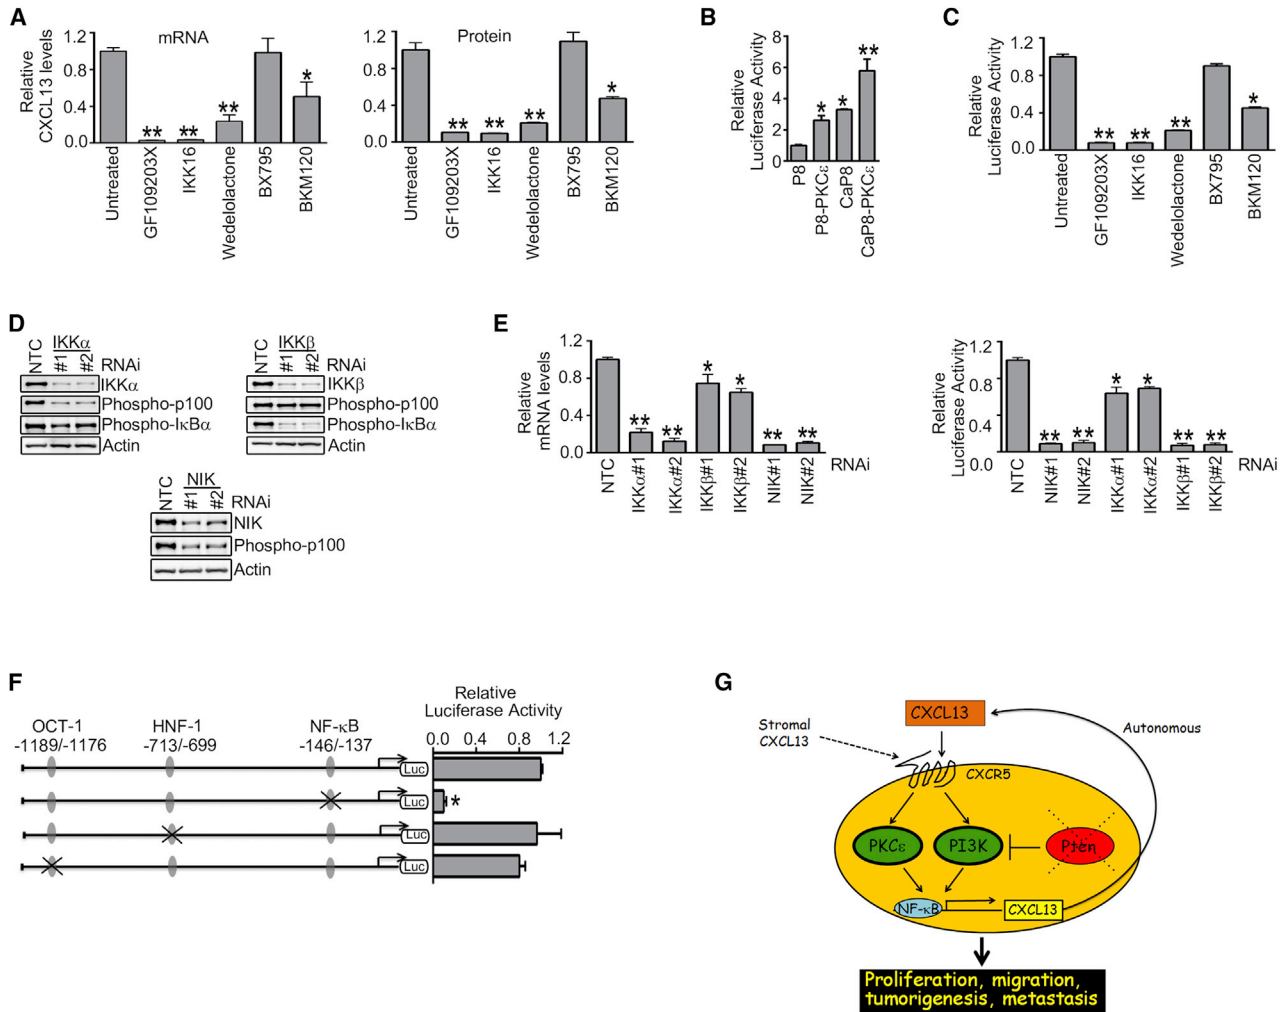 A
Relative
CXCL13 levels
mRNA
1.2
0.8
0.4
0.0
** ** ** *
Untreated
GF109203X
IKK16
Wedelolactone
BX795
BKM120
Protein
1.2
0.8
0.4
0.0
** ** ** *
Untreated
GF109203X
IKK16
Wedelolactone
BX795
BKM120
B
Relative
Luciferase Activity
8
6
4
2
0
* * **
P8
P8-PKCε
CaP8
CaP8-PKCε
C
Relative
Luciferase Activity
1.2
0.8
0.4
0.0
** ** ** *
Untreated
GF109203X
IKK16
Wedelolactone
BX795
BKM120
D
NTC
IKKα
#1 #2 RNAi
IKKα
Phospho-p100
Phospho-IκBα
Actin
NTC
IKKβ
#1 #2 RNAi
IKKβ
Phospho-p100
Phospho-IκBα
Actin
NTC
NIK
#1 #2 RNAi
NIK
Phospho-p100
Actin
E
Relative
mRNA levels
1.2
0.8
0.4
0.0
** ** * * ** **
NTC
IKKα#1
IKKα#2
IKKβ#1
IKKβ#2
NIK#1
NIK#2
RNAi
Relative
Luciferase Activity
1.2
0.8
0.4
0.0
** ** * * ** **
NTC
NIK#1
NIK#2
IKKα#1
IKKα#2
IKKβ#1
IKKβ#2
RNAi
F
Relative
Luciferase Activity
OCT-1 HNF-1 NF-κB
-1189/-1176 -713/-699 -146/-137
0.0 0.4 0.8 1.2
Luc
Luc *
Luc
Luc
G
CXCL13
Stromal
CXCL13
Autonomous
CXCR5
PKCε PI3K Pten
NF-κB CXCL13
Proliferation, migration,
tumorigenesis, metastasis